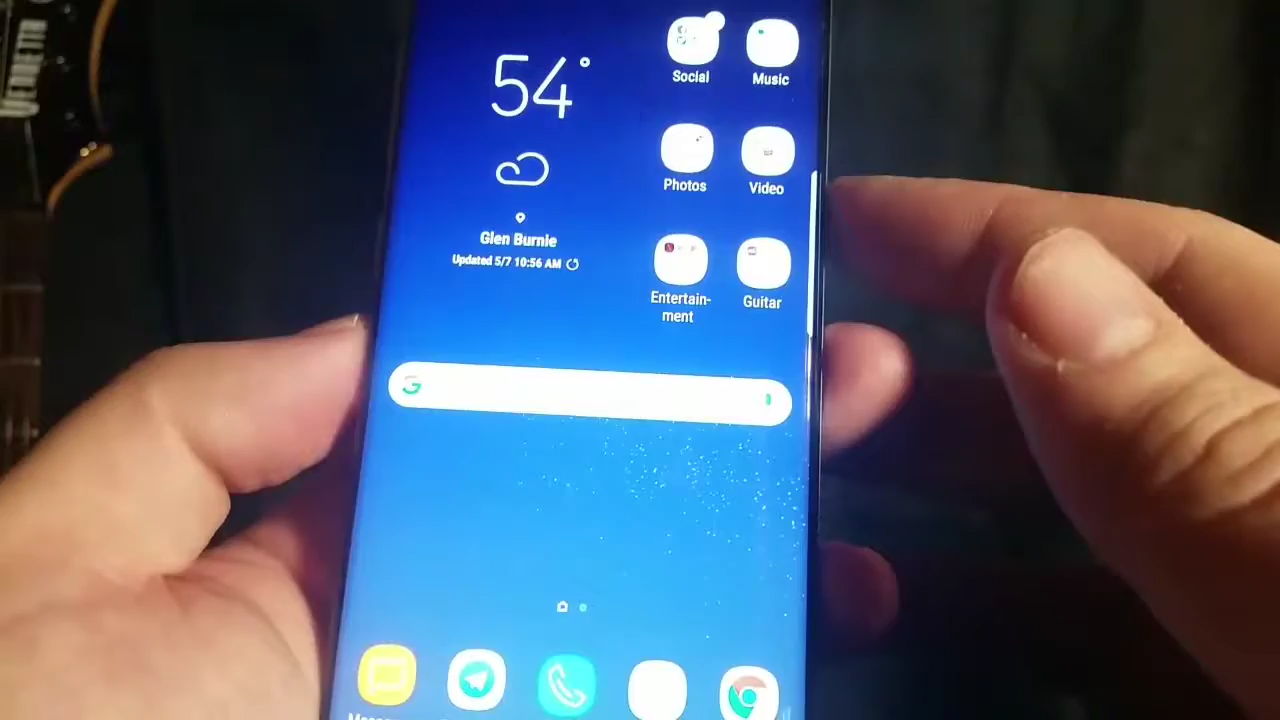 54°
Glen Burnie
Updated 5/7 10:56 AM
Social
Music
Photos
Video
Entertain-
ment
Guitar
G